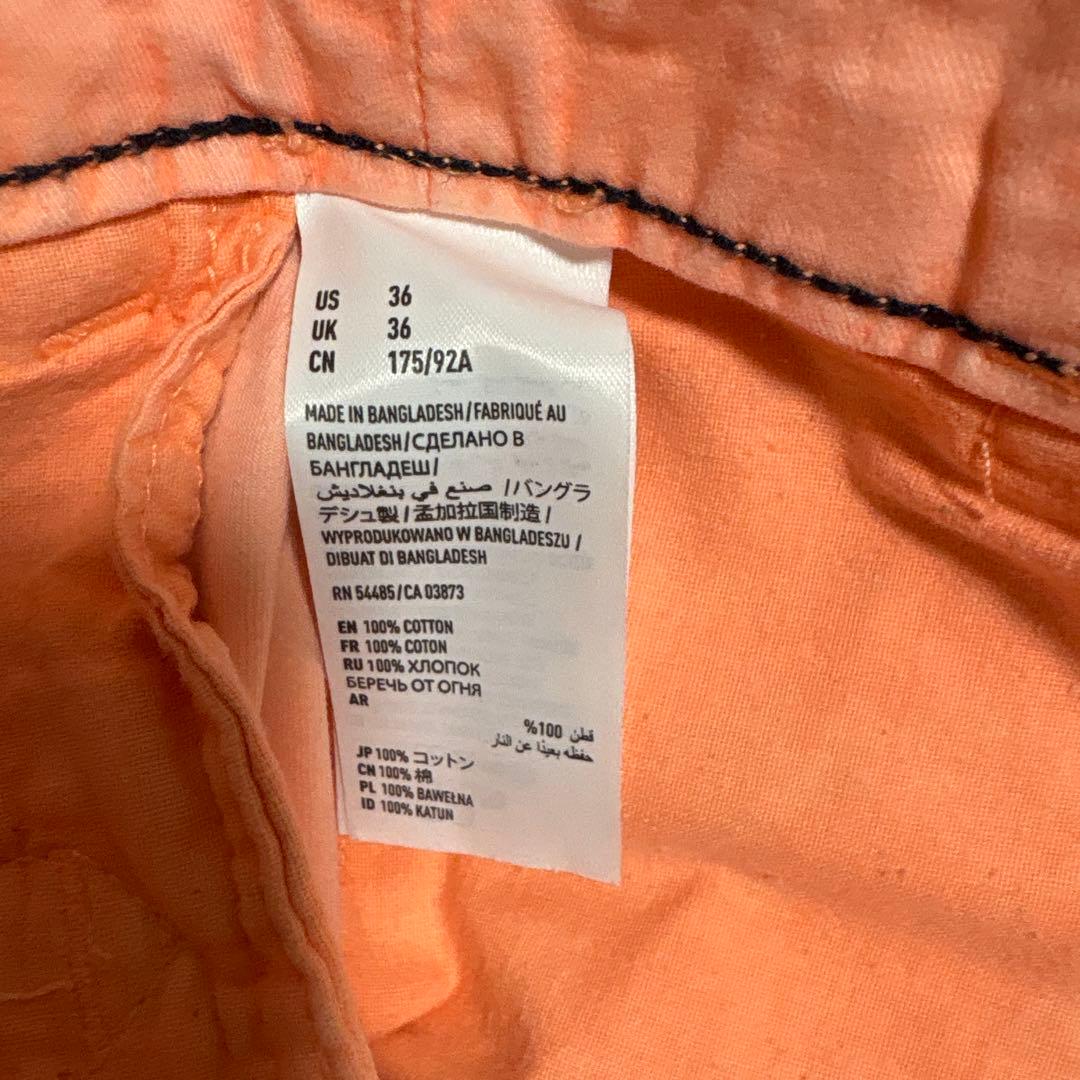 US 36
UK 36
CN 175/92A
MADE IN BANGLADESH/FABRIQUÉ AU
BANGLADESH/СДЕЛАНО В
БАНГЛАДЕШ/
صنع في بنغلاديش /バングラ
デシュ製/孟加拉国制造/
WYPRODUKOWANO W BANGLADESZU /
DIBUAT DI BANGLADESH
RN 54485/CA 03873
EN 100% COTTON
FR 100% COTON
RU 100% ХЛОПОК
БЕРЕЧЬ ОТ ОГНЯ
AR
قطن 100%
حفظه بعيدًا عن النار
JP 100% コットン
CN 100% 棉
PL 100% BAWEŁNA
ID 100% KATUN